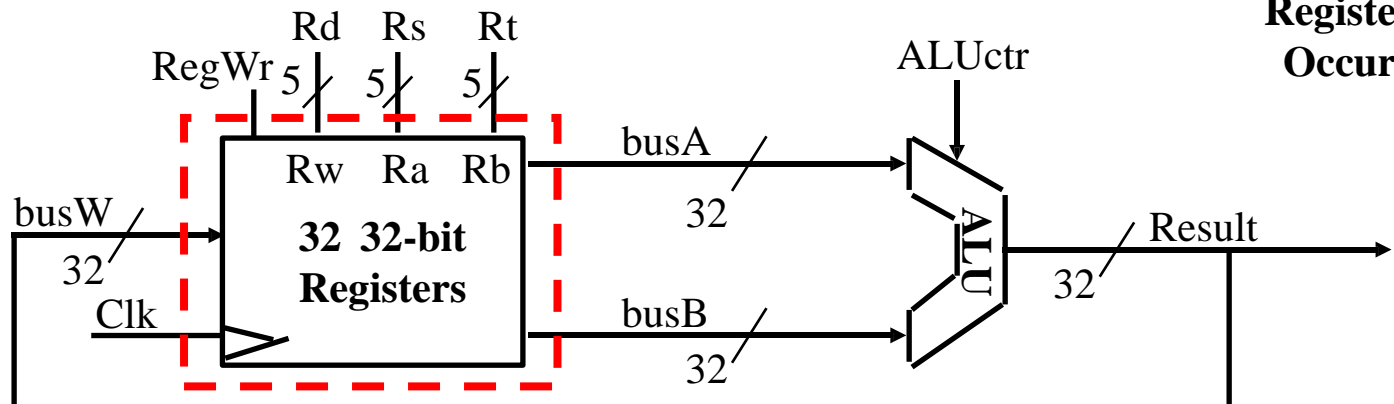 Registe
Occur
Rd Rs Rt
RegWr 5 5 5
ALUctr
Rw Ra Rb
busA
32
busW
32
32 32-bit
Registers
Clk
busB
32
ALU
Result
32